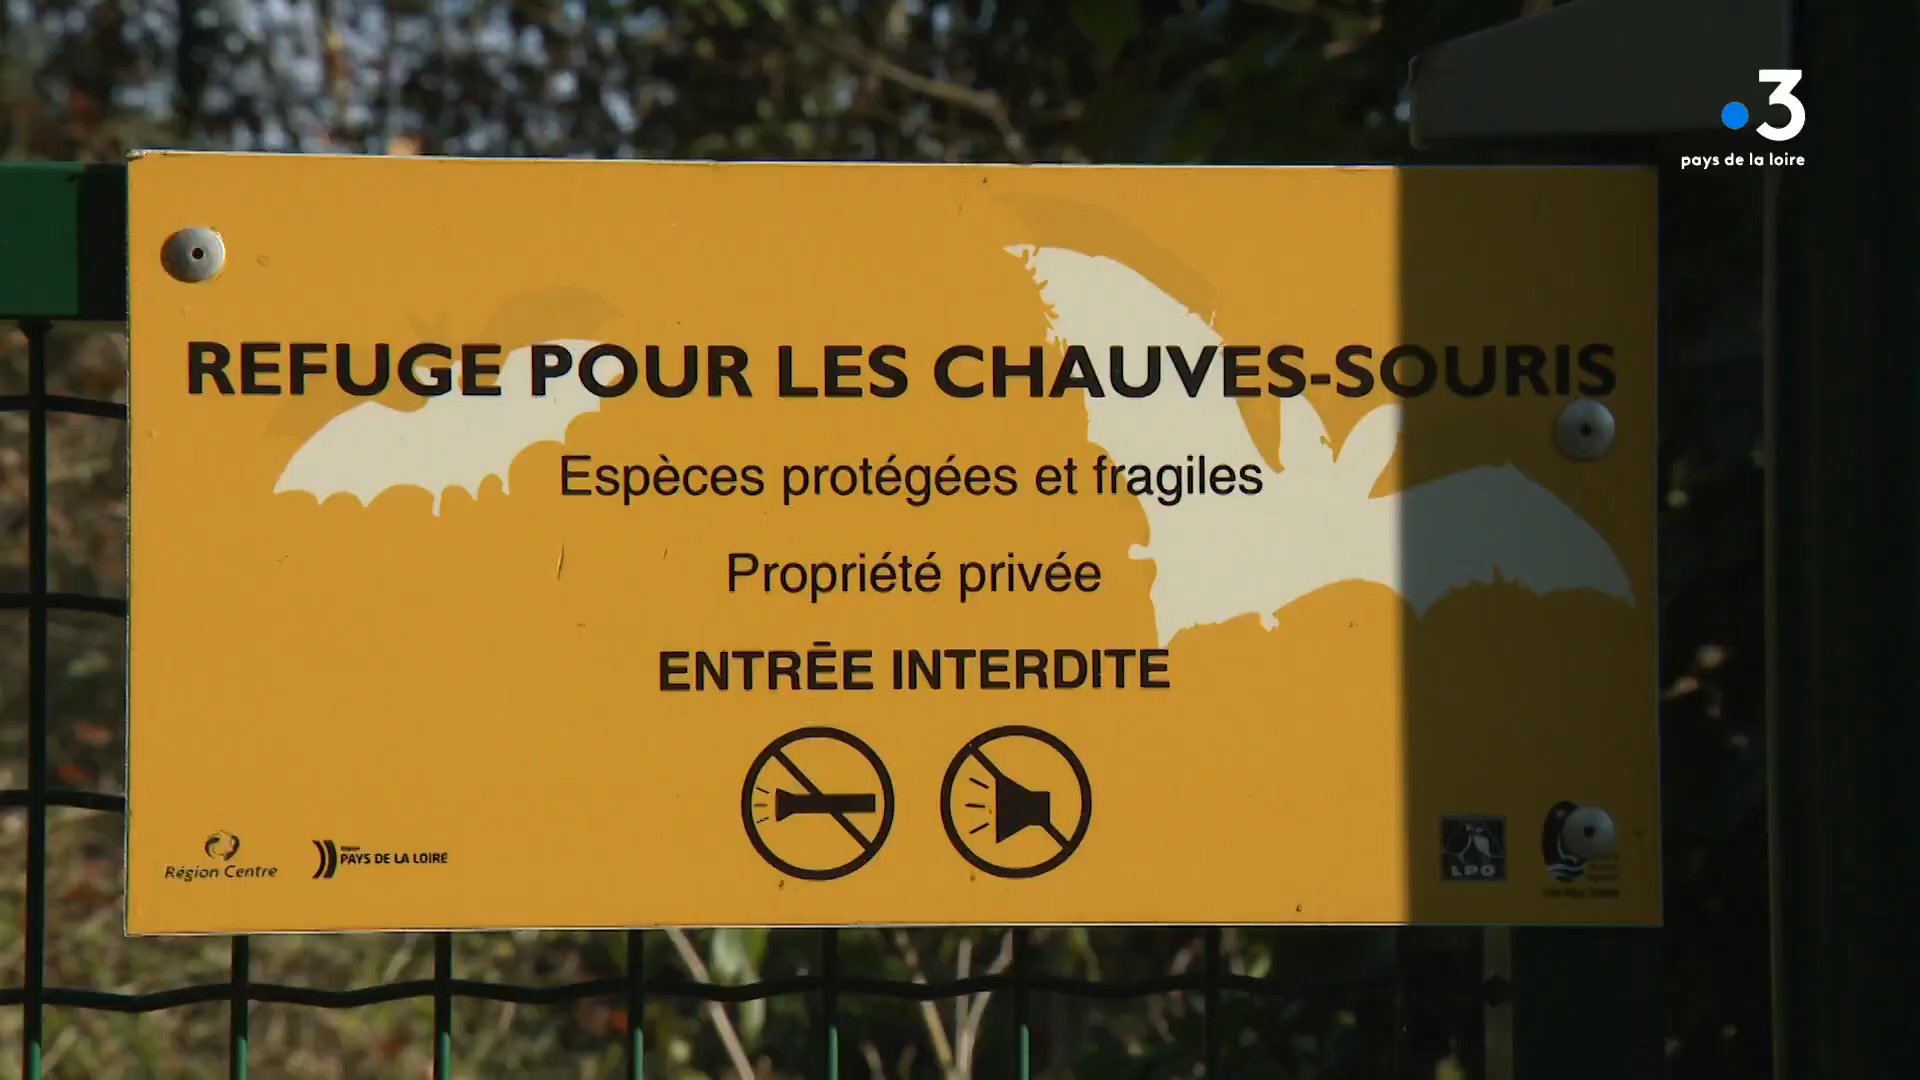 3
pays de la loire
REFUGE POUR LES CHAUVES-SOURIS
Espèces protégées et fragiles
Propriété privée
ENTRÉE INTERDITE
Région Centre
PAYS DE LA LOIRE
LPO